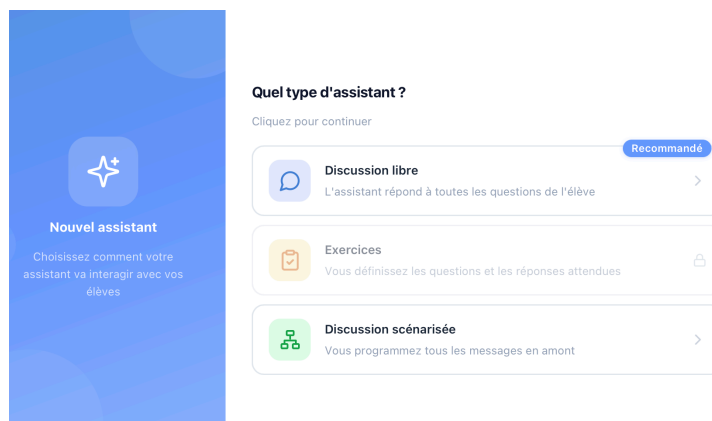 Nouvel assistant
Choisissez comment votre
assistant va interagir avec vos
élèves
Quel type d'assistant ?
Cliquez pour continuer
Recommandé
Discussion libre
L'assistant répond à toutes les questions de l'élève
Exercices
Vous définissez les questions et les réponses attendues
Discussion scénarisée
Vous programmez tous les messages en amont